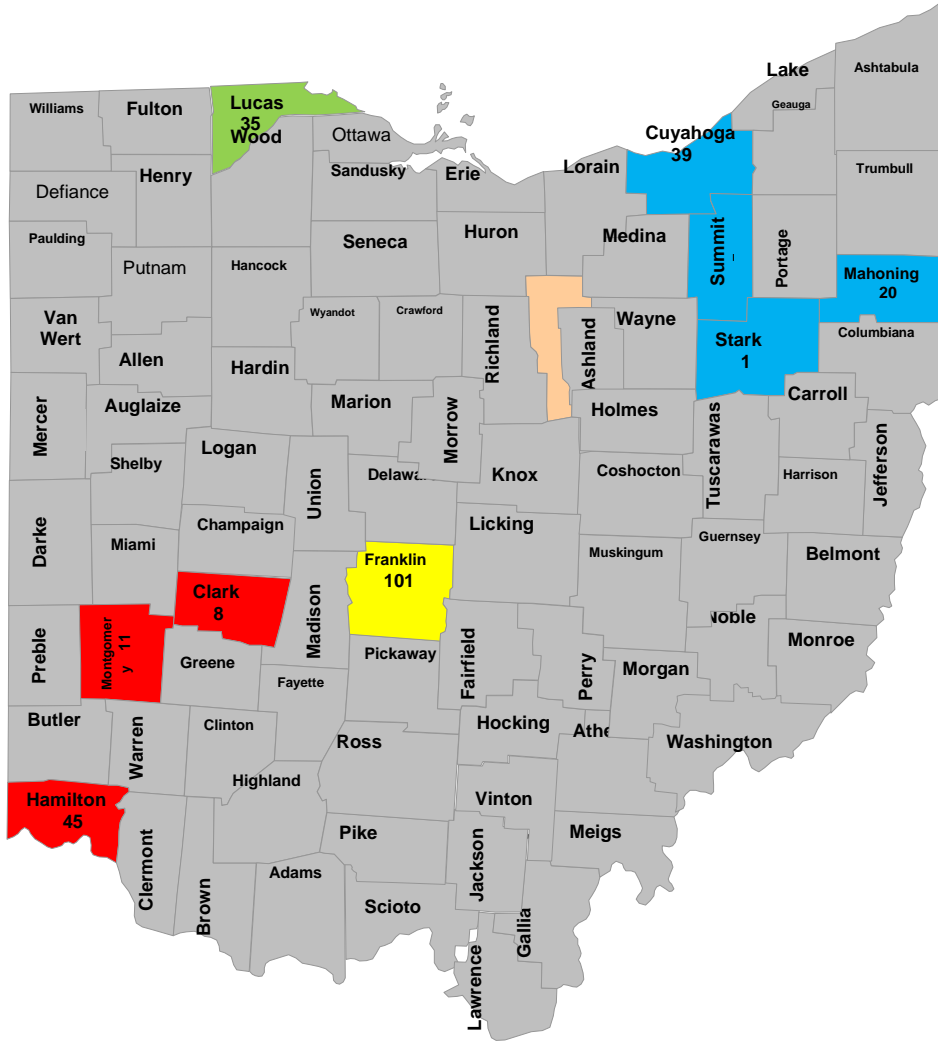 Lake
Ashtabula
Geauga
Williams
Fulton
Lucas
35
Wood
Ottawa
Cuyahoga
39
Lorain
Trumbull
Henry
Sandusky
Erie
Defiance
Paulding
Seneca
Huron
Medina
Summit
Portage
Mahoning
20
Putnam
Hancock
Van
Wert
Wyandot
Crawford
Richland
Ashland
Wayne
Stark
1
Columbiana
Allen
Hardin
Mercer
Auglaize
Marion
Morrow
Holmes
Carroll
Tuscarawas
Jefferson
Shelby
Logan
Union
Delawa
Knox
Coshocton
Harrison
Darke
Miami
Champaign
Licking
Muskingum
Guernsey
Belmont
Franklin
101
Clark
8
Madison
Noble
Monroe
Preble
Montgomer
y 11
Greene
Pickaway
Fairfield
Perry
Morgan
Fayette
Butler
Warren
Clinton
Ross
Hocking
Athe
Washington
Highland
Hamilton
45
Vinton
Clermont
Brown
Adams
Pike
Jackson
Meigs
Scioto
Gallia
Lawrence